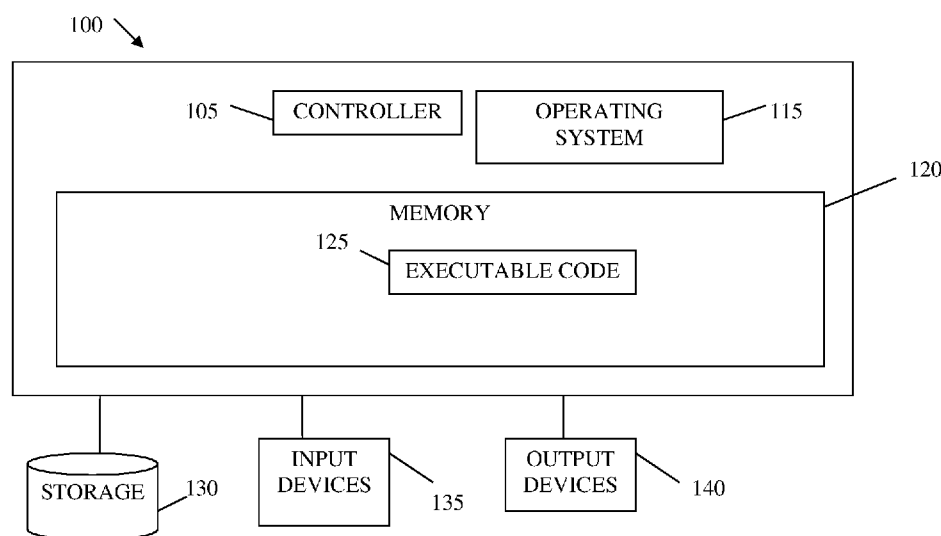 100
105
CONTROLLER
OPERATING
SYSTEM
115
120
MEMORY
125
EXECUTABLE CODE
STORAGE
130
INPUT
DEVICES
135
OUTPUT
DEVICES
140